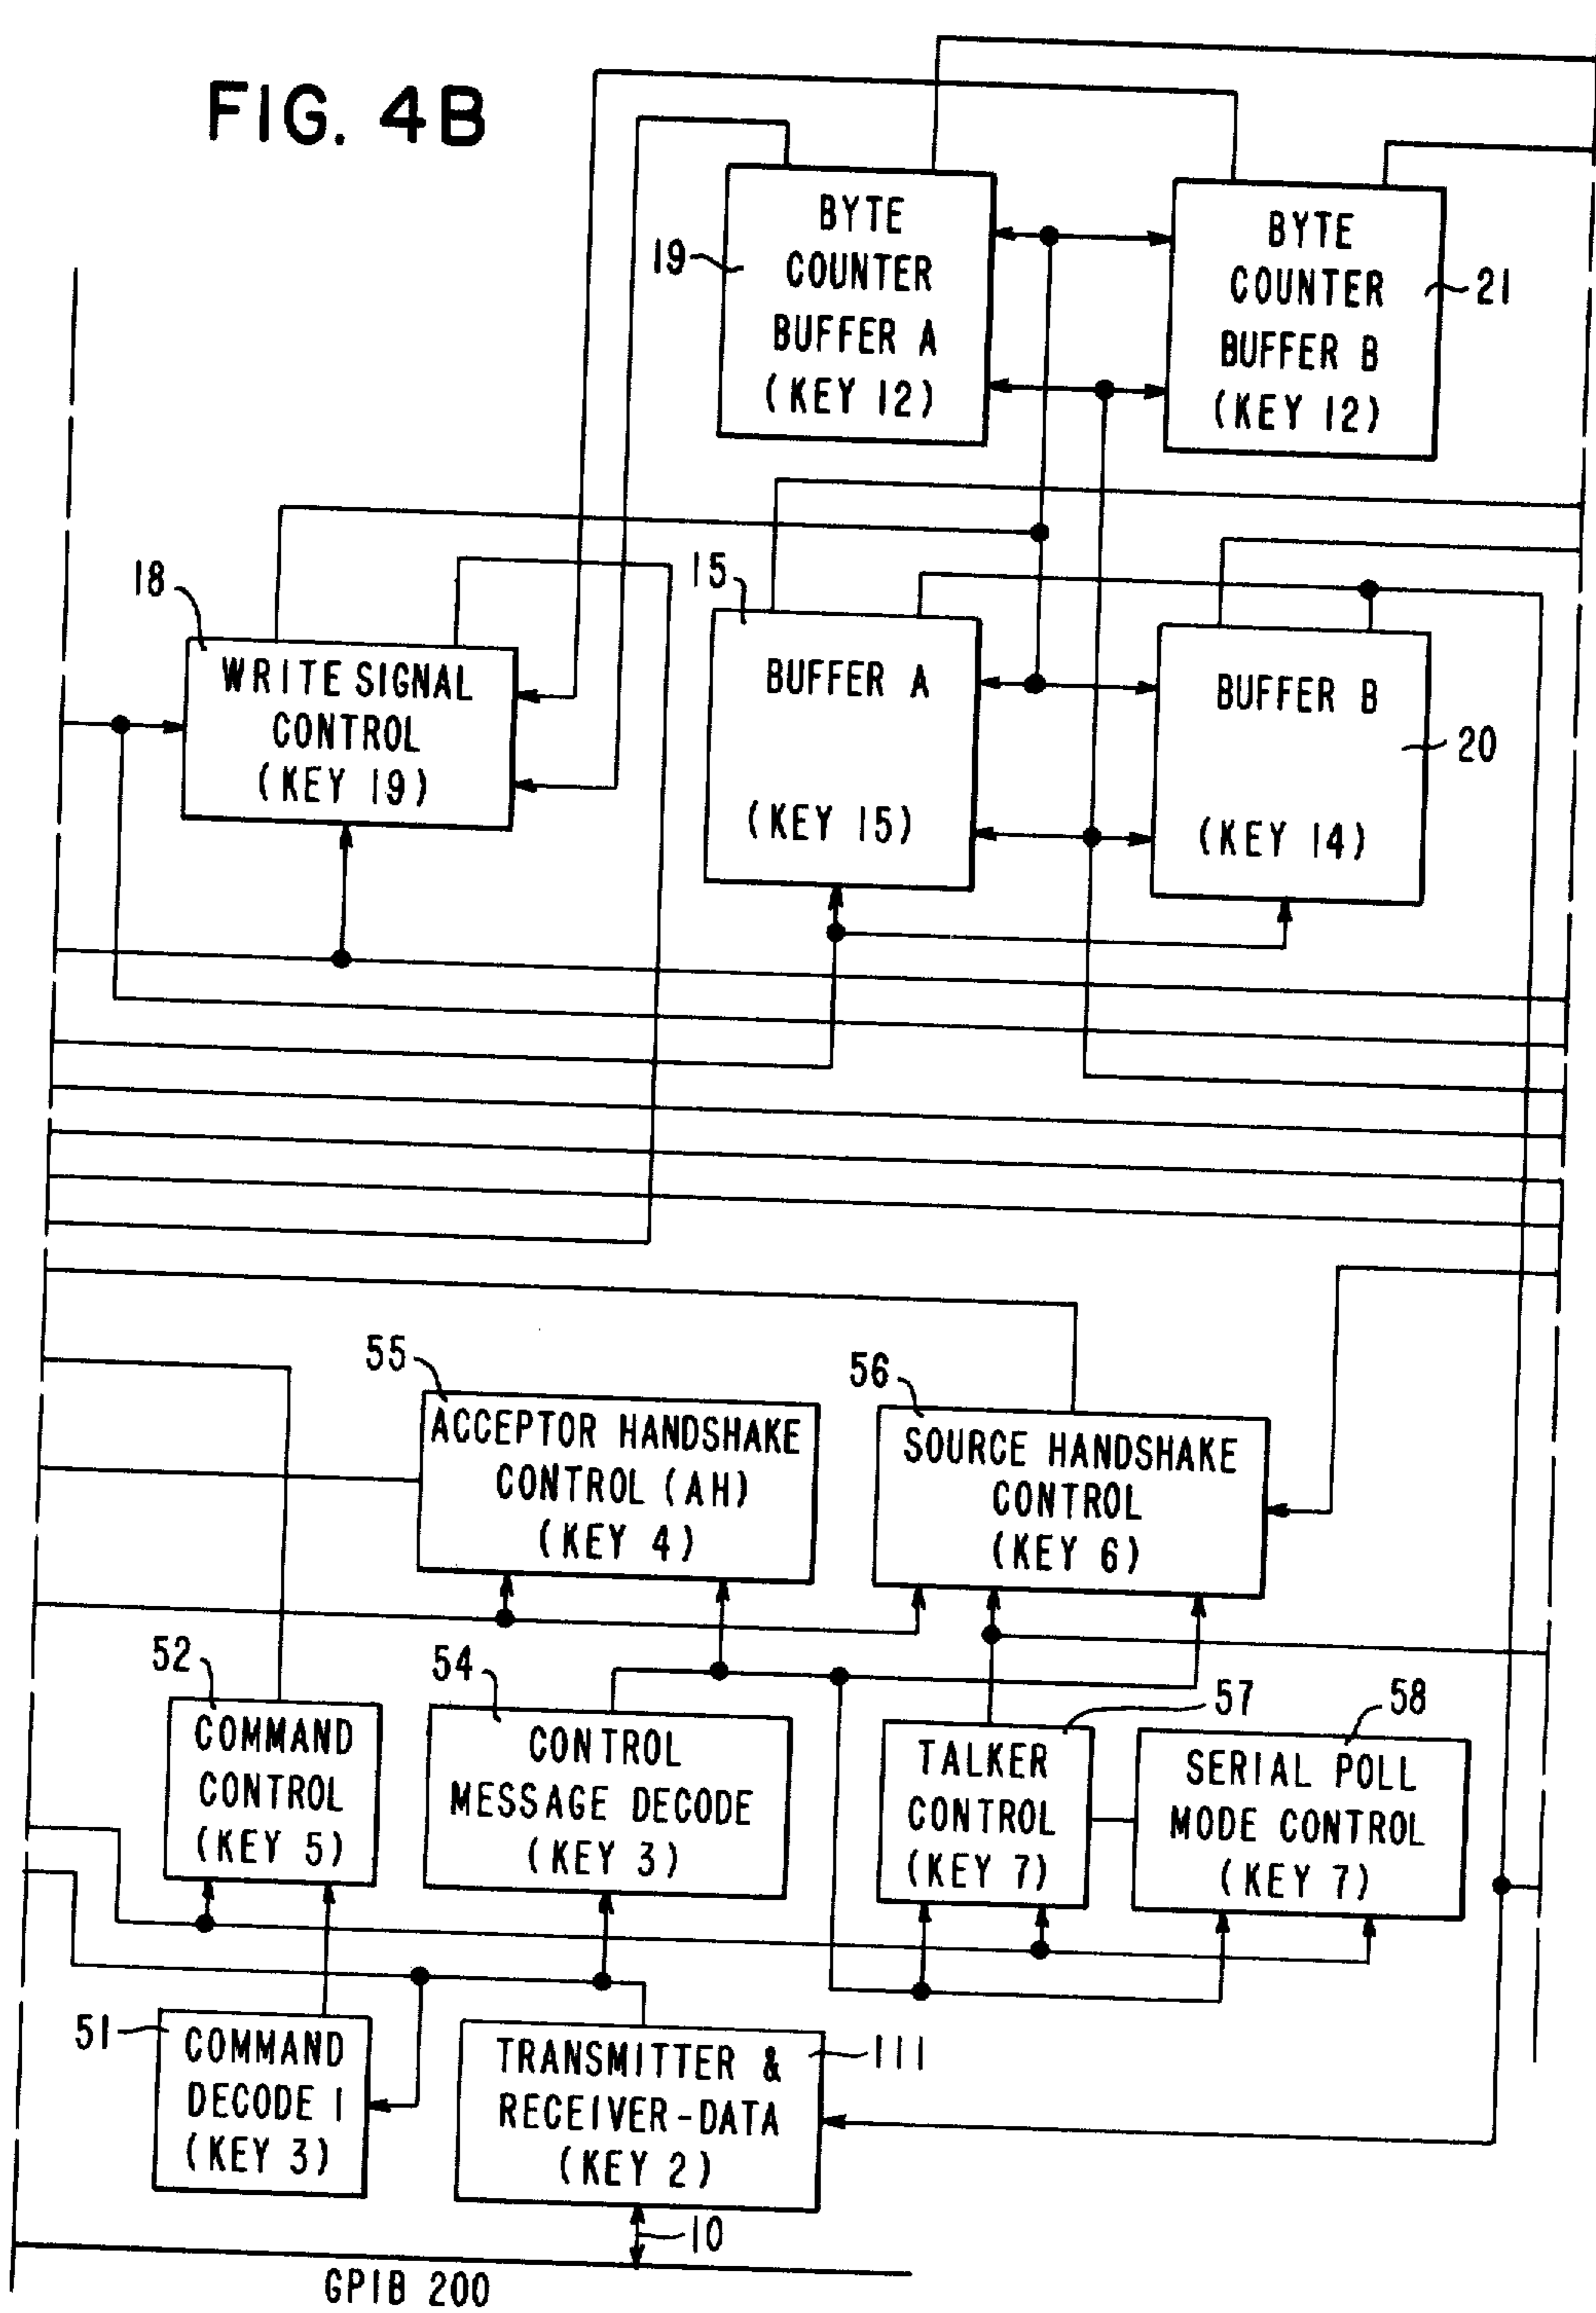 FIG. 4B
19
BYTE
COUNTER
BUFFER A
(KEY 12)
BYTE
COUNTER
BUFFER B
(KEY 12)
21
18
WRITE SIGNAL
CONTROL
(KEY 19)
15
BUFFER A
(KEY 15)
BUFFER B
(KEY 14)
20
55
ACCEPTOR HANDSHAKE
CONTROL (AH)
(KEY 4)
56
SOURCE HANDSHAKE
CONTROL
(KEY 6)
52
COMMAND
CONTROL
(KEY 5)
54
CONTROL
MESSAGE DECODE
(KEY 3)
57
TALKER
CONTROL
(KEY 7)
58
SERIAL POLL
MODE CONTROL
(KEY 7)
51
COMMAND
DECODE 1
(KEY 3)
TRANSMITTER &
RECEIVER-DATA
(KEY 2)
111
10
GPIB 200